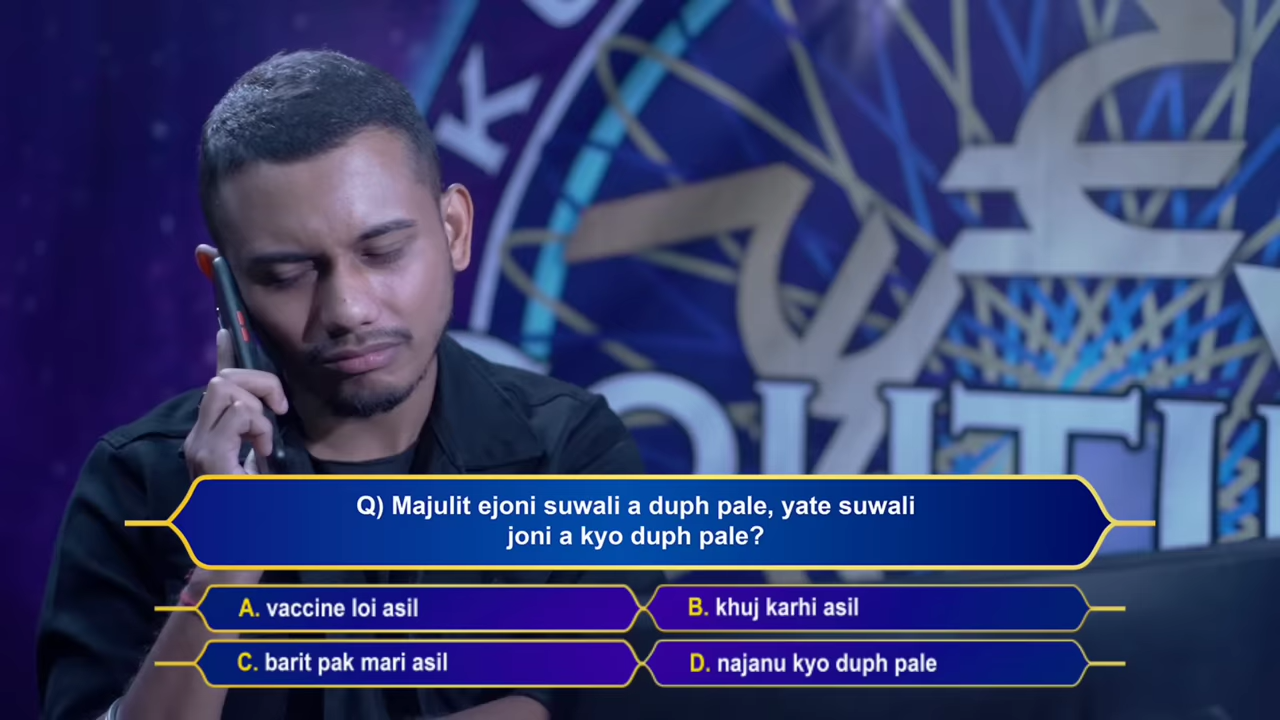 K
Q) Majulit ejoni suwali a duph pale, yate suwali
joni a kyo duph pale?
A. vaccine loi asil
B. khuj karhi asil
C. barit pak mari asil
D. najanu kyo duph pale